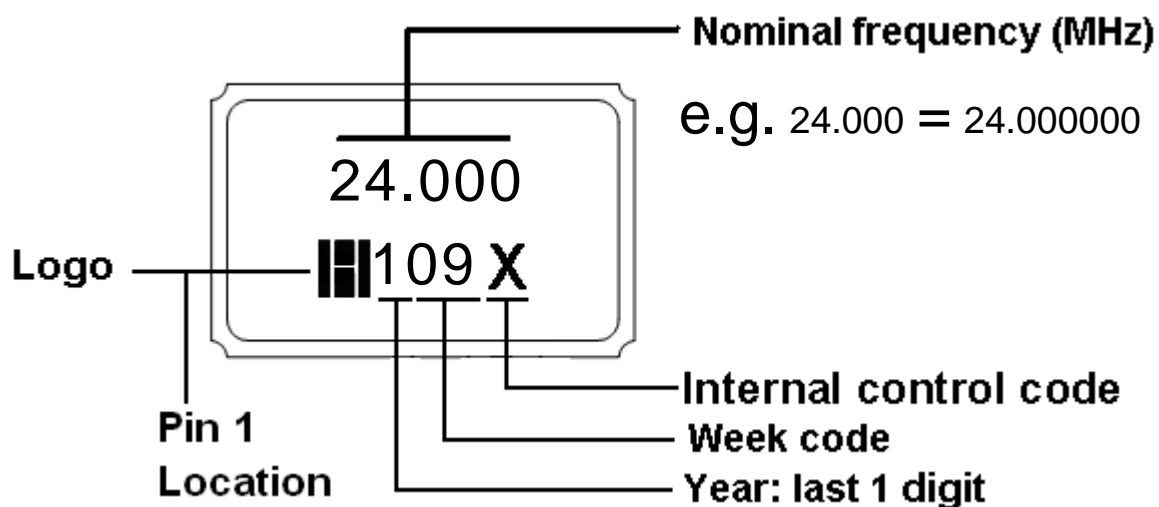 Nominal frequency (MHz)
e.g. 24.000 = 24.000000
24.000
109 X
Logo
Pin 1
Location
Internal control code
Week code
Year: last 1 digit